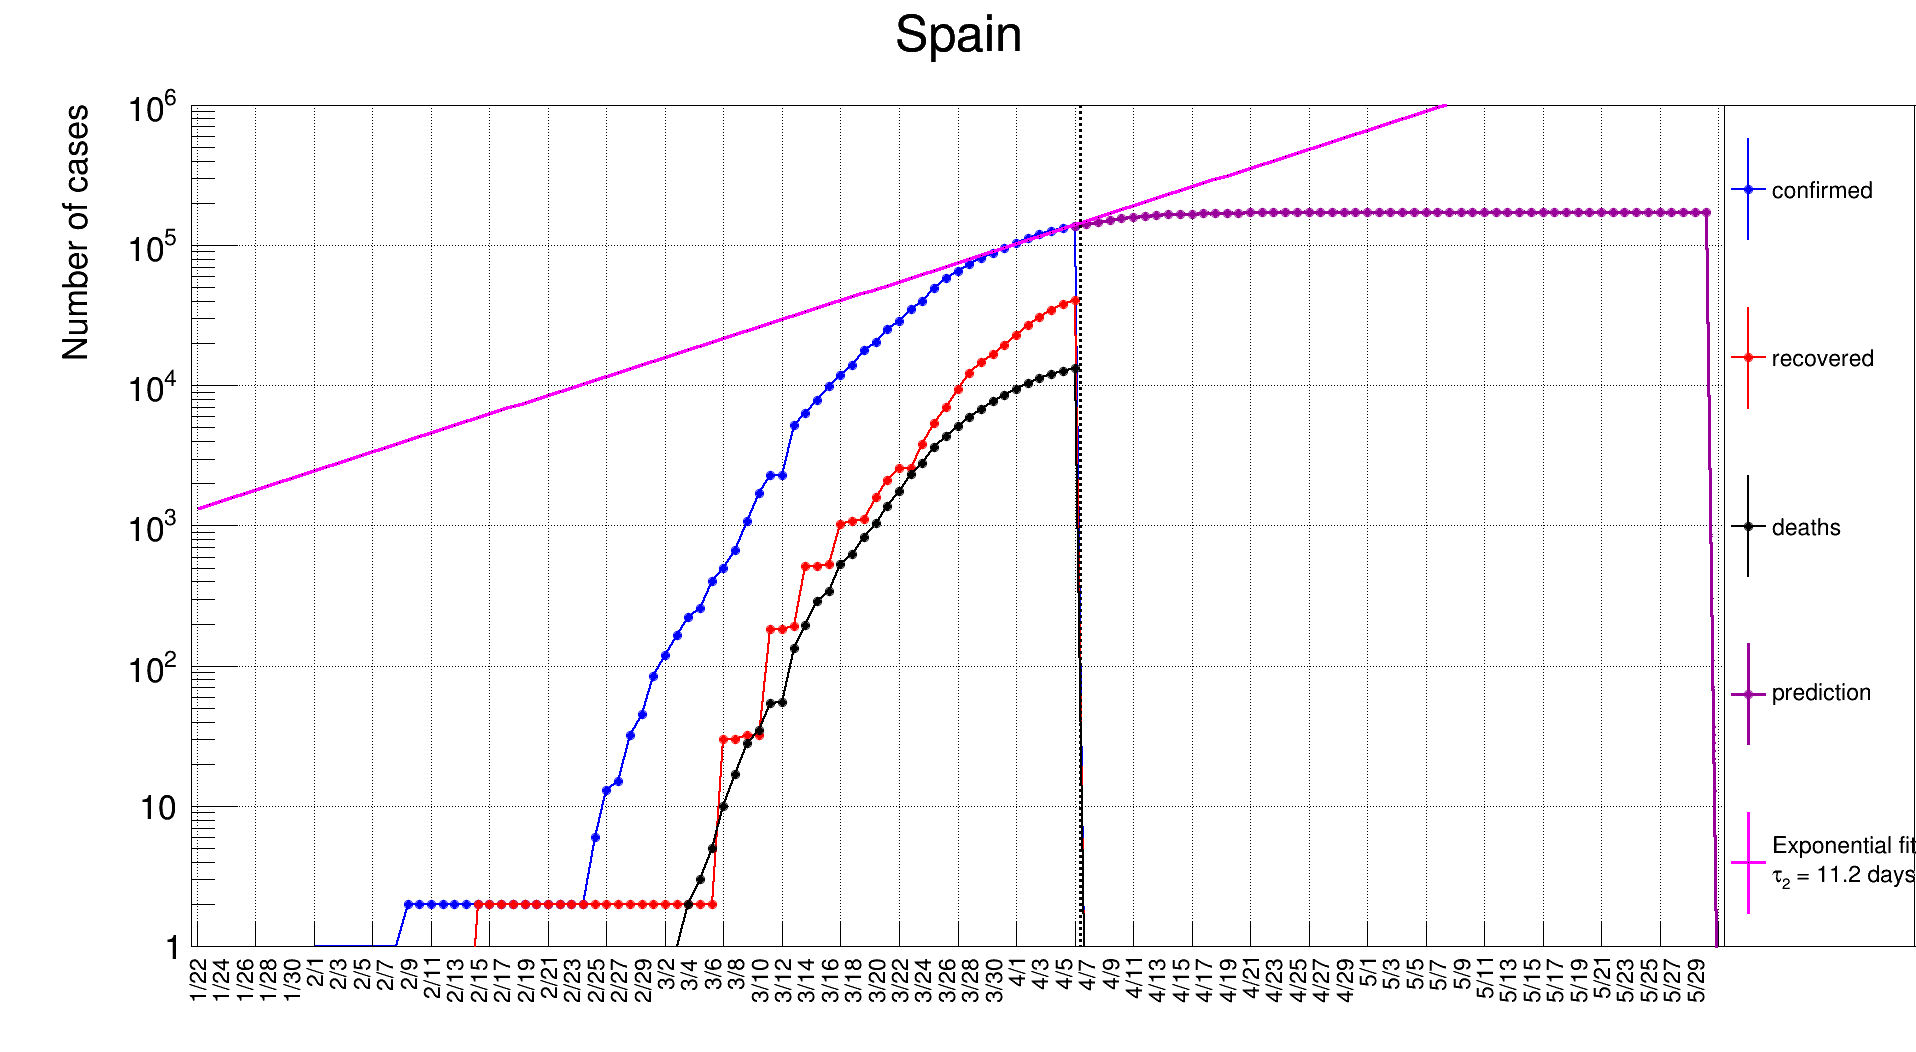 Spain
Number of cases
10^6
10^5
10^4
10^3
10^2
10
1
1/22 1/24 1/26 1/28 1/30 2/1 2/3 2/5 2/7 2/9 2/11 2/13 2/15 2/17 2/19 2/21 2/23 2/25 2/27 2/29 3/2 3/4 3/6 3/8 3/10 3/12 3/14 3/16 3/18 3/20 3/22 3/24 3/26 3/28 3/30 4/1 4/3 4/5 4/7 4/9 4/11 4/13 4/15 4/17 4/19 4/21 4/23 4/25 4/27 4/29 5/1 5/3 5/5 5/7 5/9 5/11 5/13 5/15 5/17 5/19 5/21 5/23 5/25 5/27 5/29
confirmed
recovered
deaths
prediction
Exponential fit
τ₂ = 11.2 days